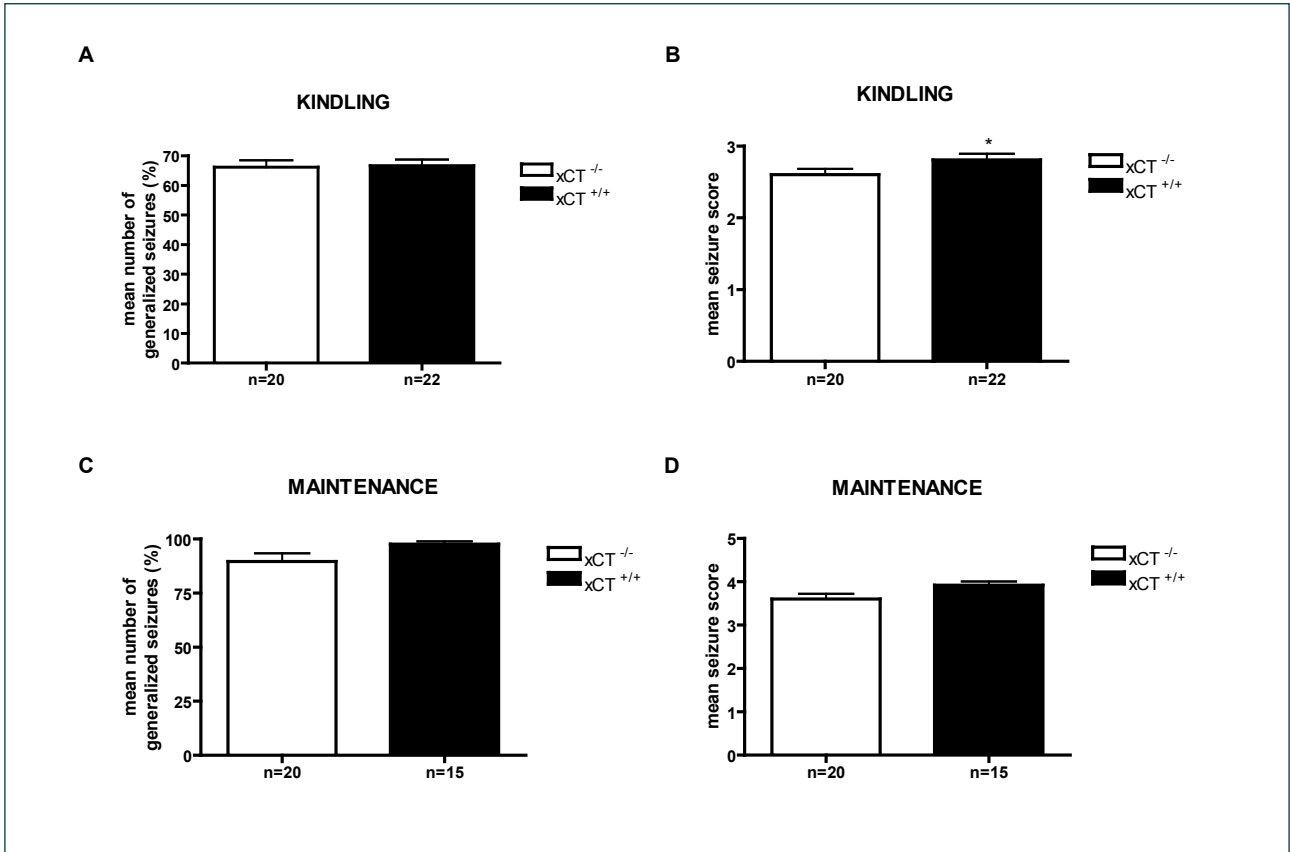 A
KINDLING
mean number of
generalized seizures (%)
70
60
50
40
30
20
10
0
n=20
n=22
xCT -/-
xCT +/+
B
KINDLING
mean seizure score
3
2
1
0
*
n=20
n=22
xCT -/-
xCT +/+
C
MAINTENANCE
mean number of
generalized seizures (%)
100
75
50
25
0
n=20
n=15
xCT -/-
xCT +/+
D
MAINTENANCE
mean seizure score
5
4
3
2
1
0
n=20
n=15
xCT -/-
xCT +/+